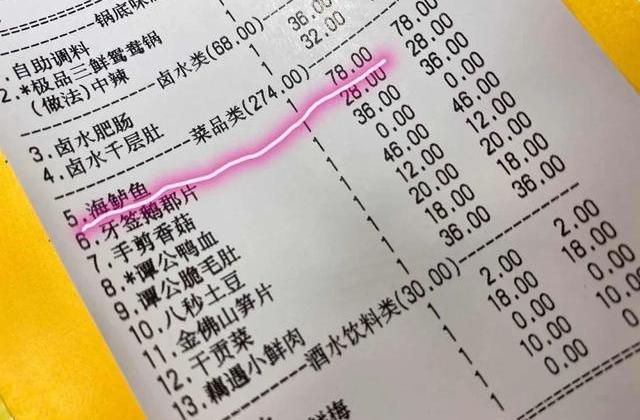 锅底味
.自助调料
2.*极品三鲜鸳鸯锅
(做法)中辣
卤水类(68.00)
3.卤水肥肠 1 36.00
4.卤水千层肚 1 32.00
菜品类(274.00)
5.海鲈鱼 1 78.00 78.00
6.牙签鹅郡片 1 28.00 28.00
7.手剪香菇 1 36.00 36.00
8.*谭公鸭血 1 0.00 0.00
9.谭公脆毛肚 1 46.00 46.00
10.八秒土豆 1 12.00 12.00
11.金佛山笋片 1 20.00 20.00
12.干贡菜 1 18.00 18.00
13.藕遇小鲜肉 1 36.00 36.00
酒水饮料类(30.00)
1 2.00 2.00
1 18.00 18.00
1 0.00 0.00
1 10.00 10.0
1 0.00 0.0